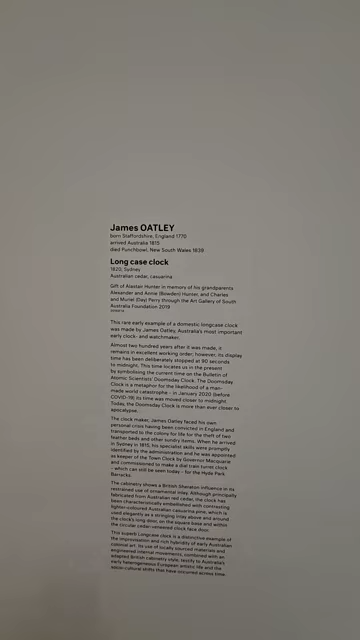 James OATLEY
born Staffordshire, England 1770
arrived Australia 1815
died Punchbowl, New South Wales 1839
Long case clock
1820, Sydney
Australian cedar, casuarina
Gift of Alastair Hunter in memory of his grandparents
Alexander and Annie (Bowden) Hunter, and Charles
and Muriel (Day) Perry through the Art Gallery of South
Australia Foundation 2019
This rare early example of a domestic longcase clock
was made by James Oatley, Australia's most important
early clock- and watchmaker.
Almost two hundred years after it was made, it
remains in excellent working order; however, its display
time has been deliberately stopped at 90 seconds
to midnight. This time locates us in the present
by symbolising the current time on the Bulletin of
Atomic Scientists' Doomsday Clock. The Doomsday
Clock is a metaphor for the likelihood of a man-
made world catastrophe – in January 2020 (before
COVID-19) its time was moved closer to midnight.
Today, the Doomsday Clock is more than ever closer to
apocalypse.
The clock maker, James Oatley faced his own
personal crisis having been convicted in England and
transported to the colony for life for the theft of two
feather beds and other sundry items. When he arrived
in Sydney in 1815, his specialist skills were promptly
identified by the administration and he was appointed
as keeper of the Town Clock by Governor Macquarie
and commissioned to make a dial train turret clock
– which can still be seen today – for the Hyde Park
Barracks.
The cabinetry shows a British Sheraton influence in its
restrained use of ornamental inlay. Although principally
fabricated from Australian red cedar, the clock has
been characteristically embellished with contrasting
lighter-coloured Australian casuarina pine, which is
used elegantly as a stringing inlay above and around
the clock's long door, on the square base and within
the circular cedar-veneered clock face door.
This superb Longcase clock is a distinctive example of
the improvisation and rich hybridity of early Australian
colonial art. Its use of locally sourced materials and
engineered internal movements, combined with an
adapted British cabinetry style, testify to Australia's
early heterogeneous European artistic life and the
socio-cultural shifts that have occurred across time.